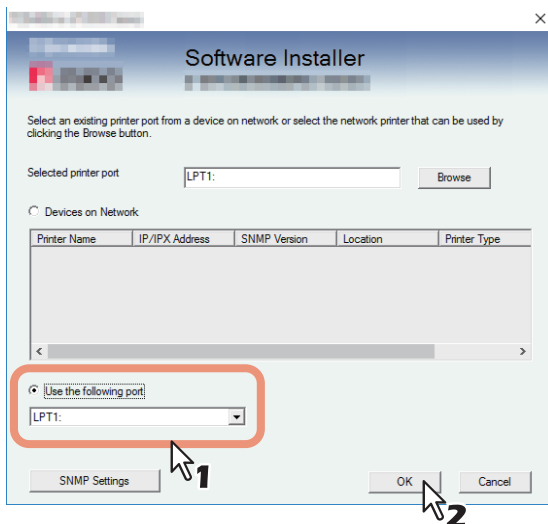 Software Installer
Select an existing printer port from a device on network or select the network printer that can be used by
clicking the Browse button.
Selected printer port LPT1: Browse
Devices on Network
Printer Name IP/IPX Address SNMP Version Location Printer Type
Use the following port
LPT1:
1
SNMP Settings OK Cancel
2